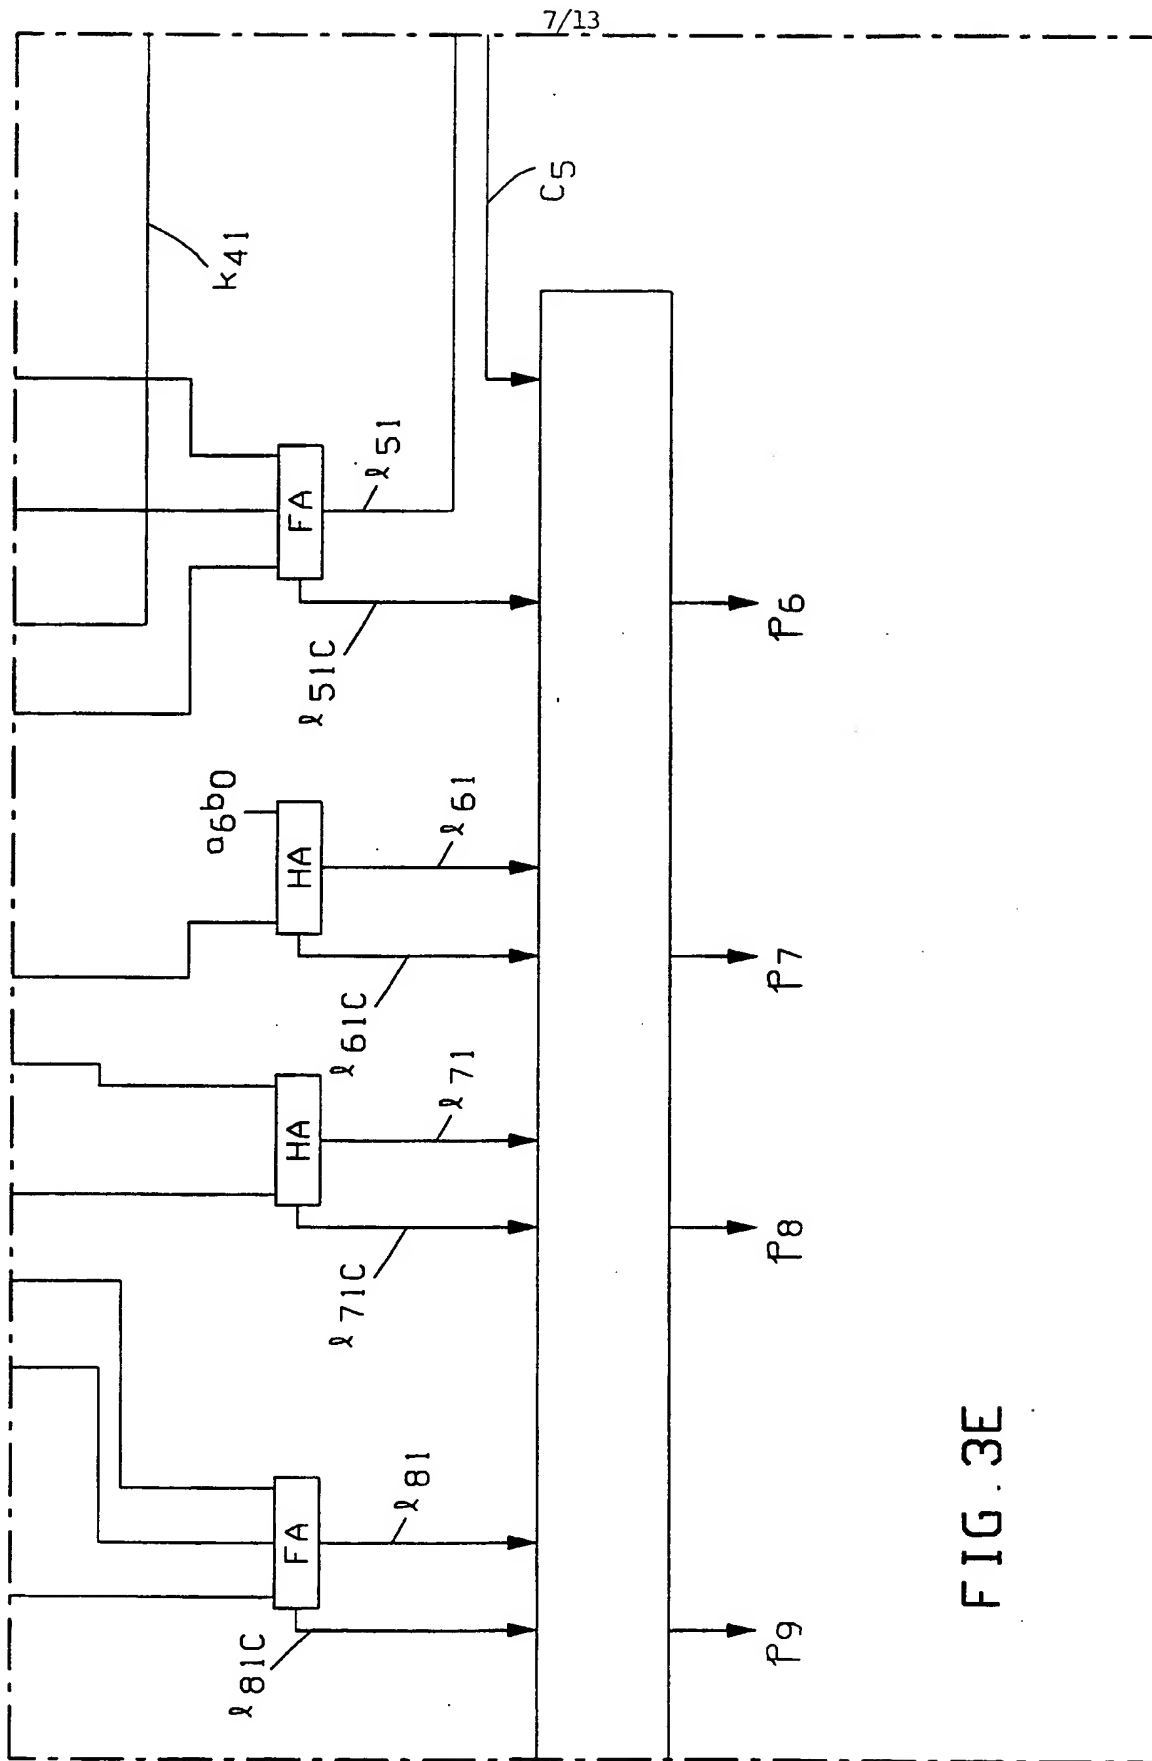 7/13
k41
C5
FA
ℓ51
ℓ51C
a6b0
HA
ℓ61
ℓ61C
HA
ℓ71
ℓ71C
FA
ℓ81
ℓ81C
P6
P7
P8
P9
FIG. 3E